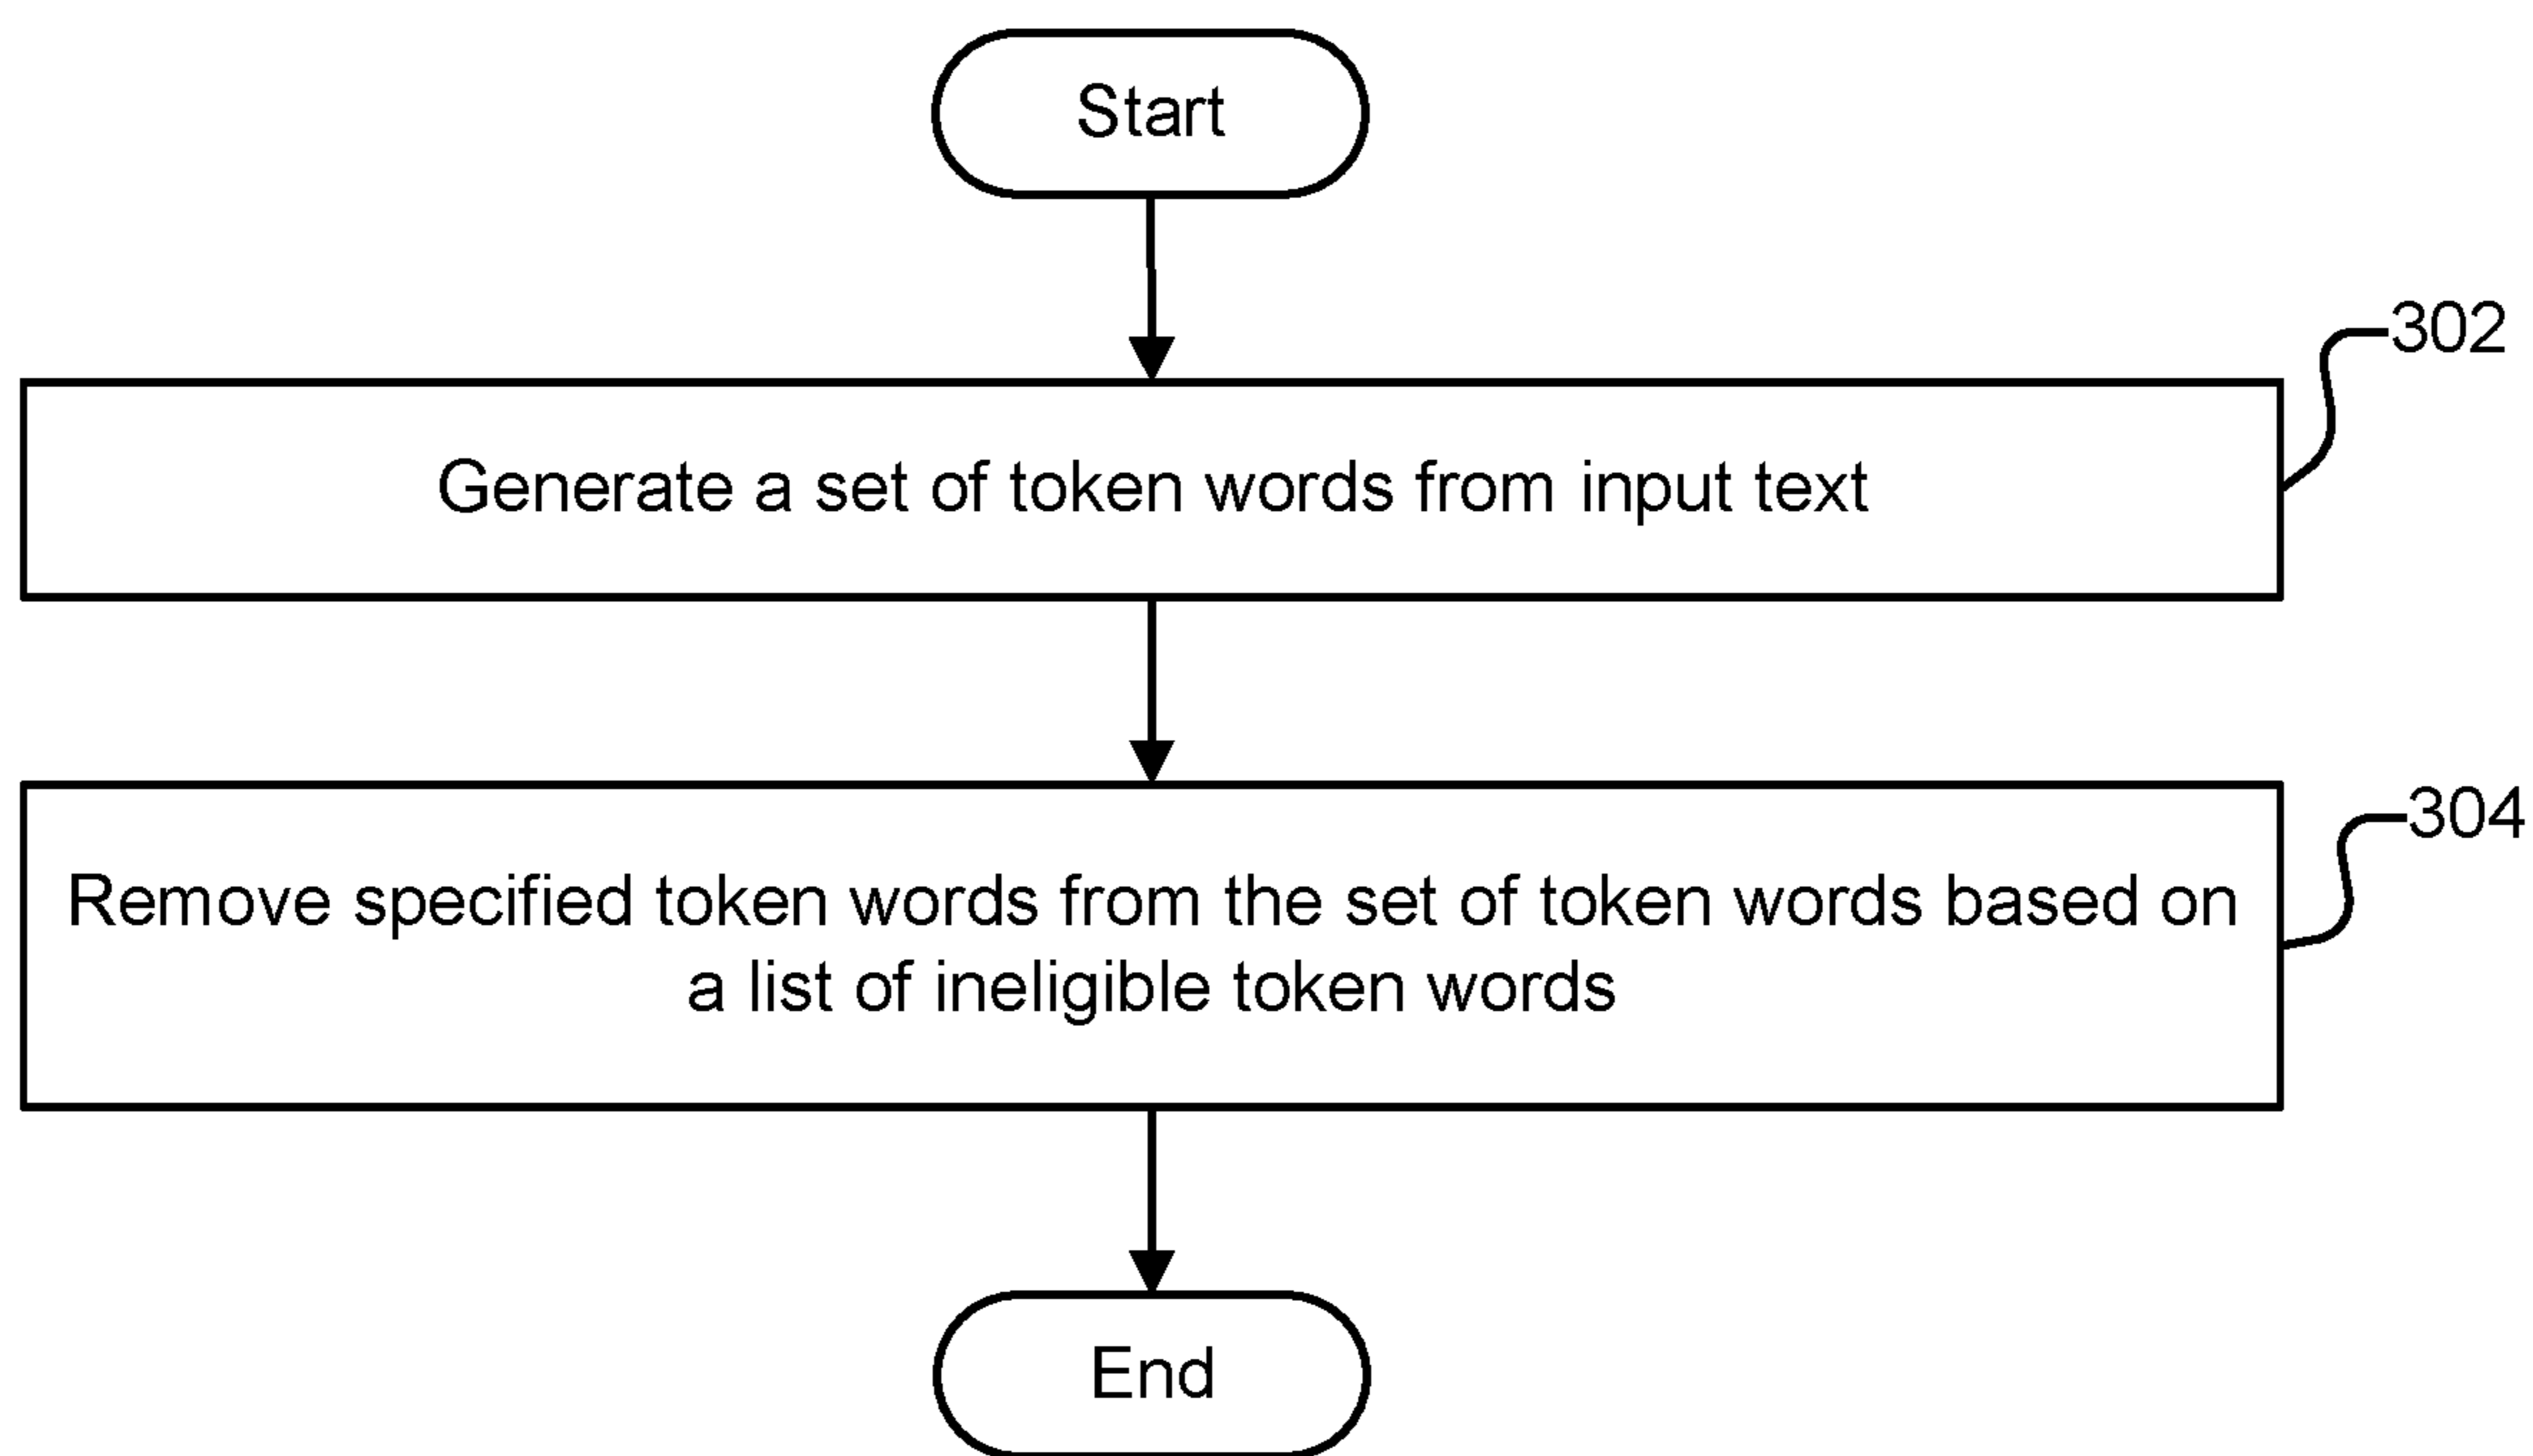 Start
302
Generate a set of token words from input text
304
Remove specified token words from the set of token words based on
a list of ineligible token words
End